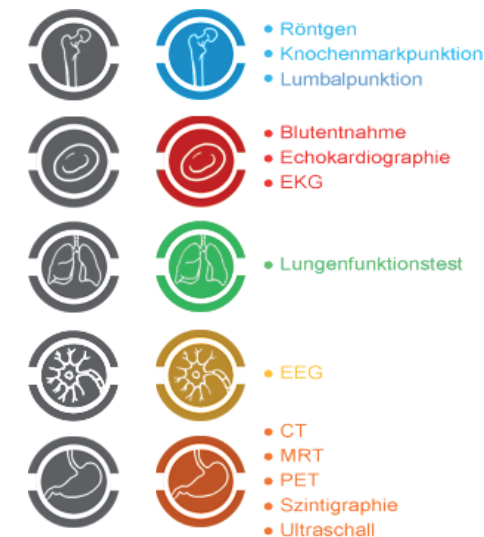 • Röntgen
• Knochenmarkpunktion
• Lumbalpunktion
• Blutentnahme
• Echokardiographie
• EKG
• Lungenfunktionstest
• EEG
• CT
• MRT
• PET
• Szintigraphie
• Ultraschall